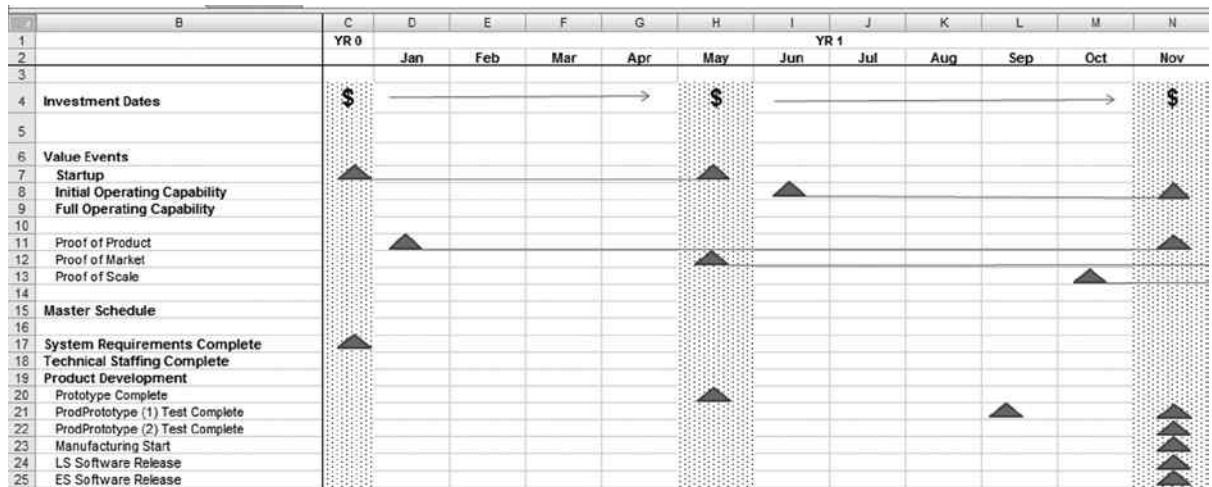 B C D E F G H I J K L M N
1 YR 0 YR 1
2 Jan Feb Mar Apr May Jun Jul Aug Sep Oct Nov
3
4 Investment Dates $ $ $
5
6 Value Events
7 Startup
8 Initial Operating Capability
9 Full Operating Capability
10
11 Proof of Product
12 Proof of Market
13 Proof of Scale
14
15 Master Schedule
16
17 System Requirements Complete
18 Technical Staffing Complete
19 Product Development
20 Prototype Complete
21 ProdPrototype (1) Test Complete
22 ProdPrototype (2) Test Complete
23 Manufacturing Start
24 LS Software Release
25 ES Software Release